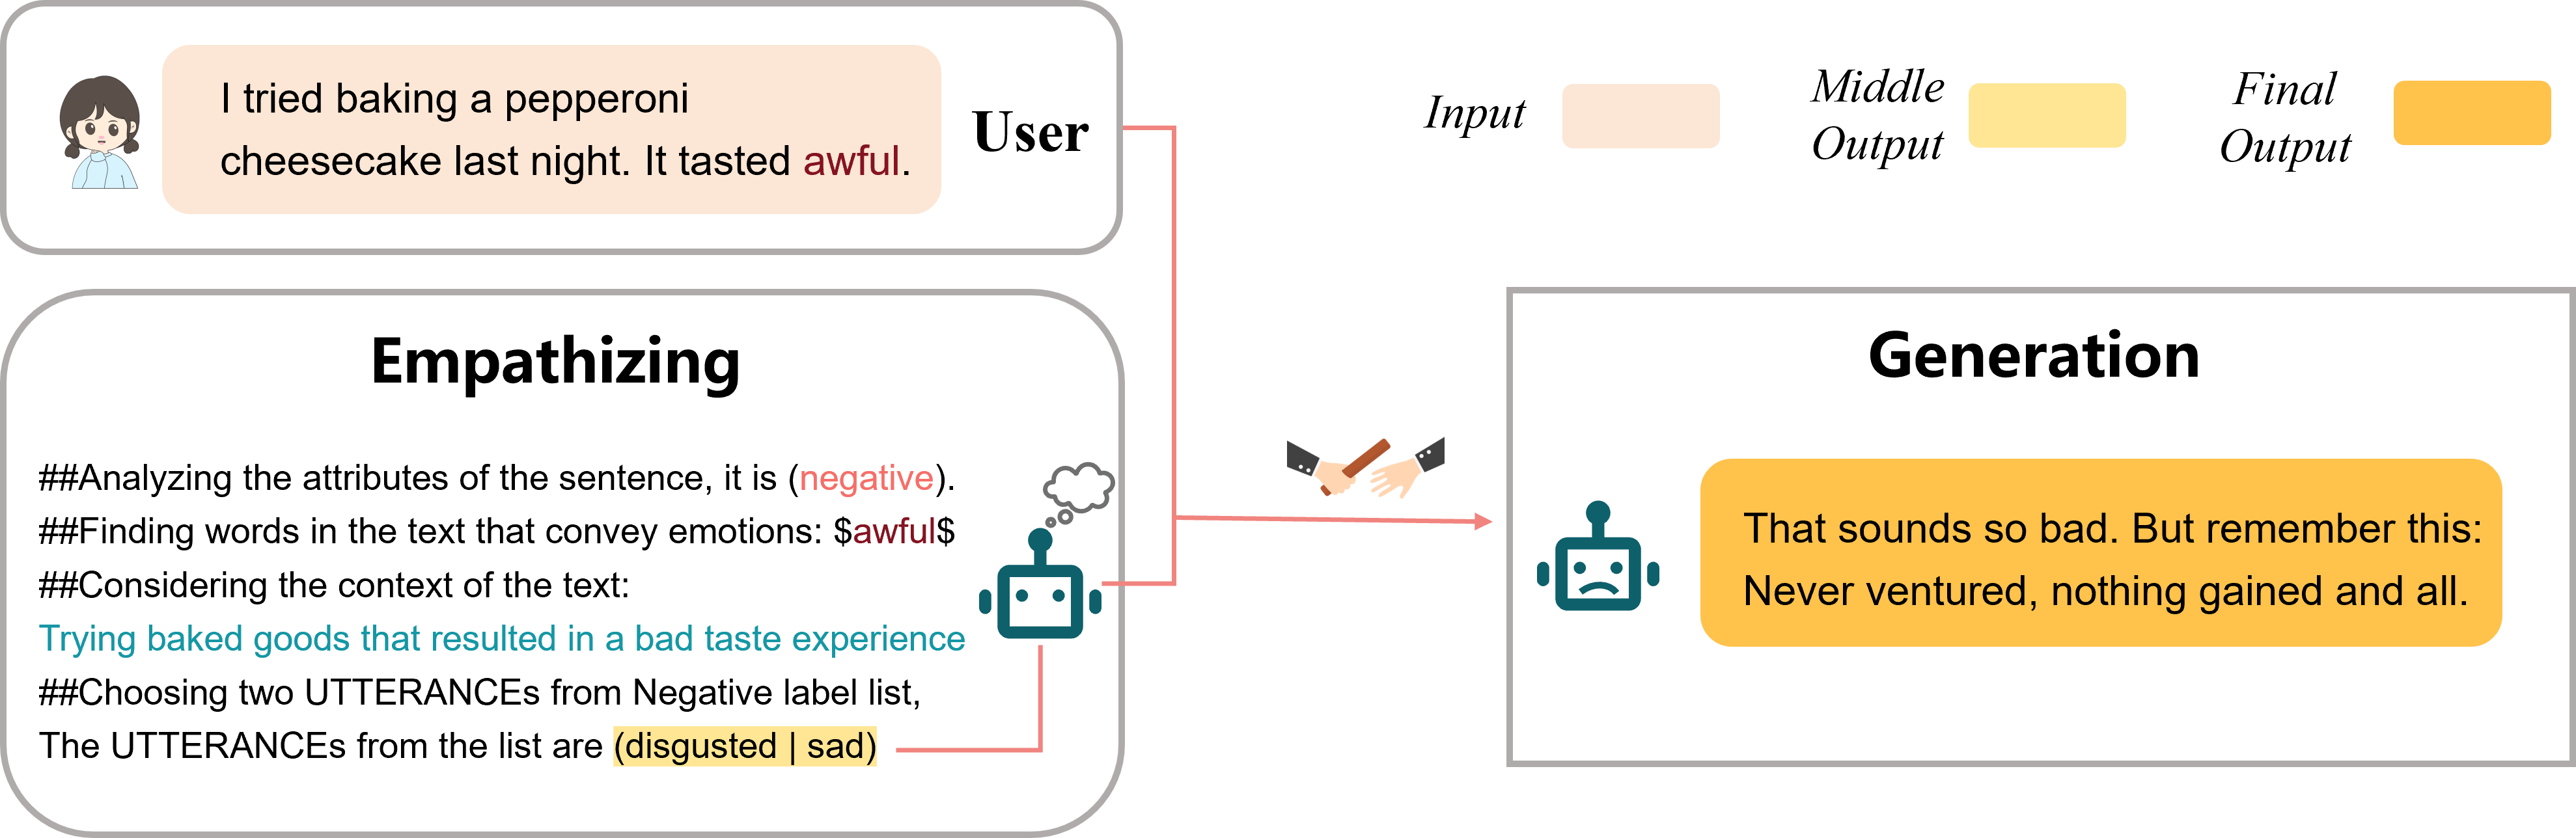 I tried baking a pepperoni
cheesecake last night. It tasted awful.
User
Input
Middle
Output
Final
Output
Empathizing
##Analyzing the attributes of the sentence, it is (negative).
##Finding words in the text that convey emotions: $awful$
##Considering the context of the text:
Trying baked goods that resulted in a bad taste experience
##Choosing two UTTERANCEs from Negative label list,
The UTTERANCEs from the list are (disgusted | sad)
Generation
That sounds so bad. But remember this:
Never ventured, nothing gained and all.